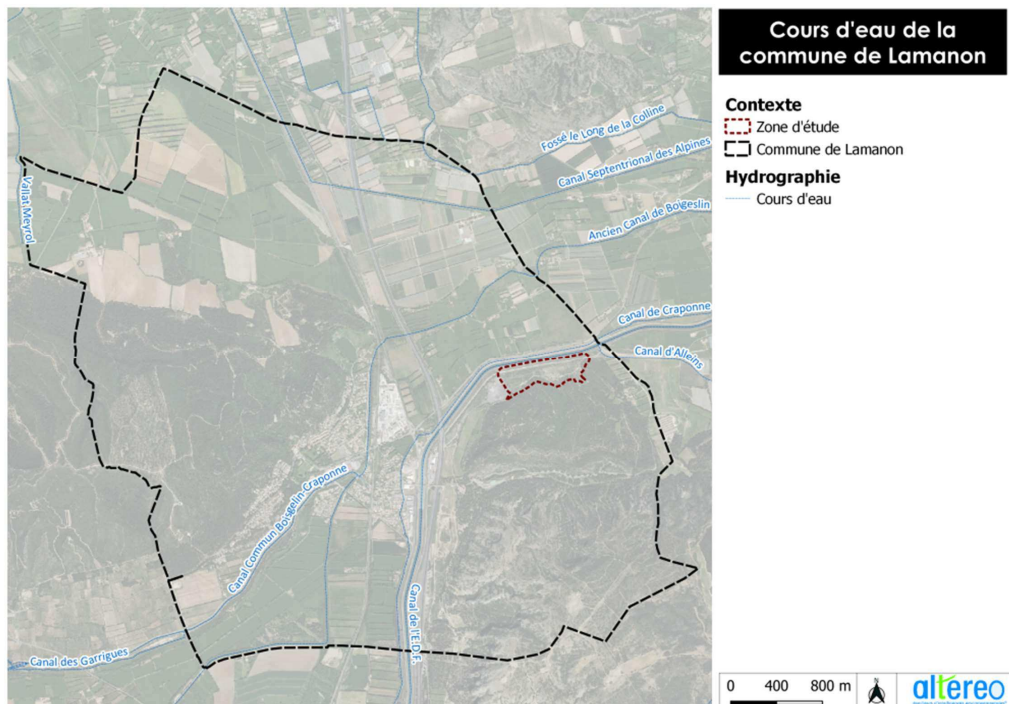 Cours d'eau de la
commune de Lamanon
Contexte
Zone d'étude
Commune de Lamanon
Hydrographie
Cours d'eau
Fossé le Long de la Colline
Canal Septentrional des Alpines
Vallat Meyrol
Ancien Canal de Boigeslin
Canal de Craponne
Canal d'Alleins
Canal Commun Boisgelin-Craponne
Canal de l'E.D.F.
Canal des Garrigues
0 400 800 m
N
altereo